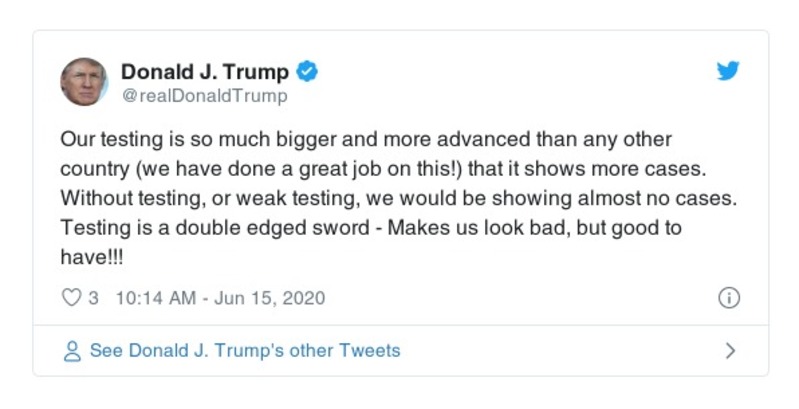 Donald J. Trump
@realDonaldTrump
Our testing is so much bigger and more advanced than any other
country (we have done a great job on this!) that it shows more cases.
Without testing, or weak testing, we would be showing almost no cases.
Testing is a double edged sword - Makes us look bad, but good to
have!!!
3 10:14 AM - Jun 15, 2020
See Donald J. Trump's other Tweets